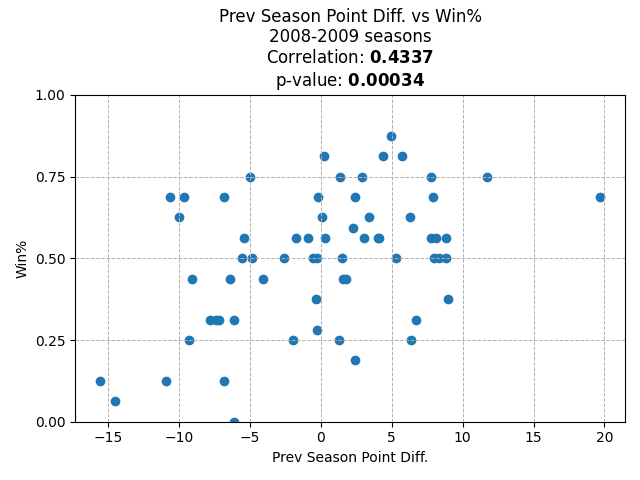 Prev Season Point Diff. vs Win%
2008-2009 seasons
Correlation: 0.4337
p-value: 0.00034
1.00
0.75
0.50
0.25
0.00
Win%
−15
−10
−5
0
5
10
15
20
Prev Season Point Diff.